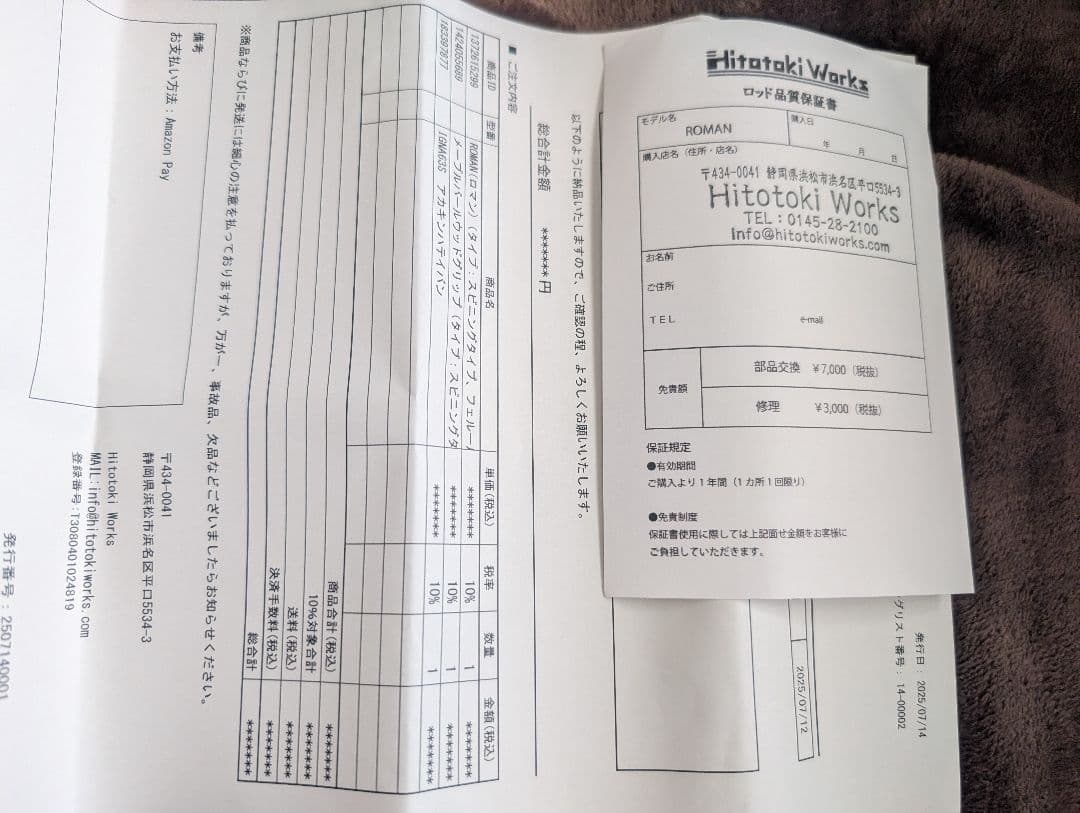 Hitotoki Works
ロッド品質保証書
モデル名
ROMAN
購入日
年 月 日
購入店名（住所・店名）
〒434-0041 静岡県浜松市浜名区平口5534-3
Hitotoki Works
TEL：0145-28-2100
Info@hitotokiworks.com
お名前
ご住所
TEL
e-mail
免責額
部品交換 ￥7,000（税抜）
修理 ￥3,000（税抜）
保証規定
●有効期間
ご購入より1年間（1カ所1回限り）
●免責制度
保証書使用に際しては上記面せ金額をお客様に
ご負担していただきます。
発行日： 2025/07/14
グリスト番号： 14-00002
2025/07/12
以下のように納品いたしますので、ご確認の程、よろしくお願いいたします。
総合計金額 *******円
■ ご注文内容
商品ID 型番 商品名 単価(税込) 税率 数量 金額(税込)
1372615299 ROMAN(ロマン) (タイプ：スピニングタイプ、フェルー ******* 10% 1 *******
1424055689 メープルバールウッドグリップ (タイプ：スピニングタ ******* 10% 1 *******
183397877 IGMA63S アカキンハテイバン ******* 10% 1 *******
商品合計(税込) *******
10%対象合計 *******
送料(税込) *******
決済手数料(税込) *******
総合計 *******
※商品ならびに発送には細心の注意を払っておりますが、万が一、事故品、欠品などございましたらお知らせください。
備考
お支払い方法：Amazon Pay
〒434-0041
静岡県浜松市浜名区平口5534-3
Hitotoki Works
MAIL:info@hitotokiworks.com
登録番号:T3080401024819
発行番号：2507140001